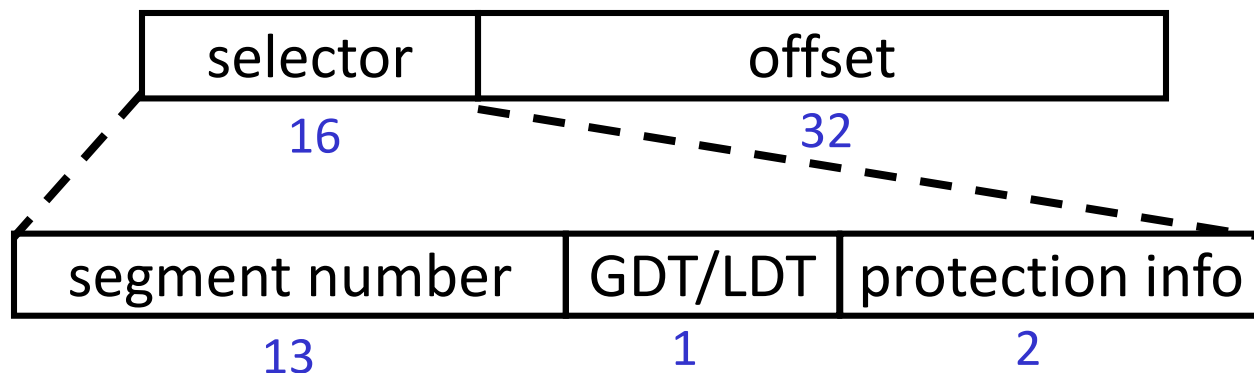 selector offset
16 32
segment number GDT/LDT protection info
13 1 2